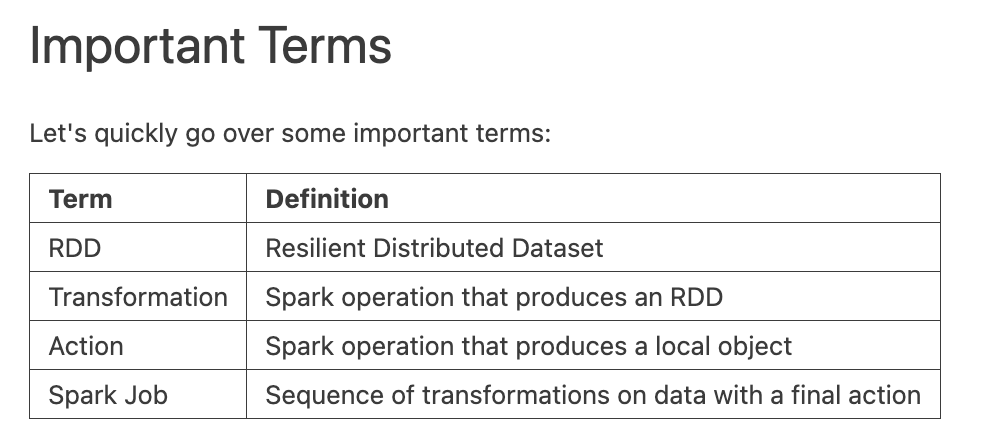 Important Terms
Let's quickly go over some important terms:
Term Definition
RDD Resilient Distributed Dataset
Transformation Spark operation that produces an RDD
Action Spark operation that produces a local object
Spark Job Sequence of transformations on data with a final action